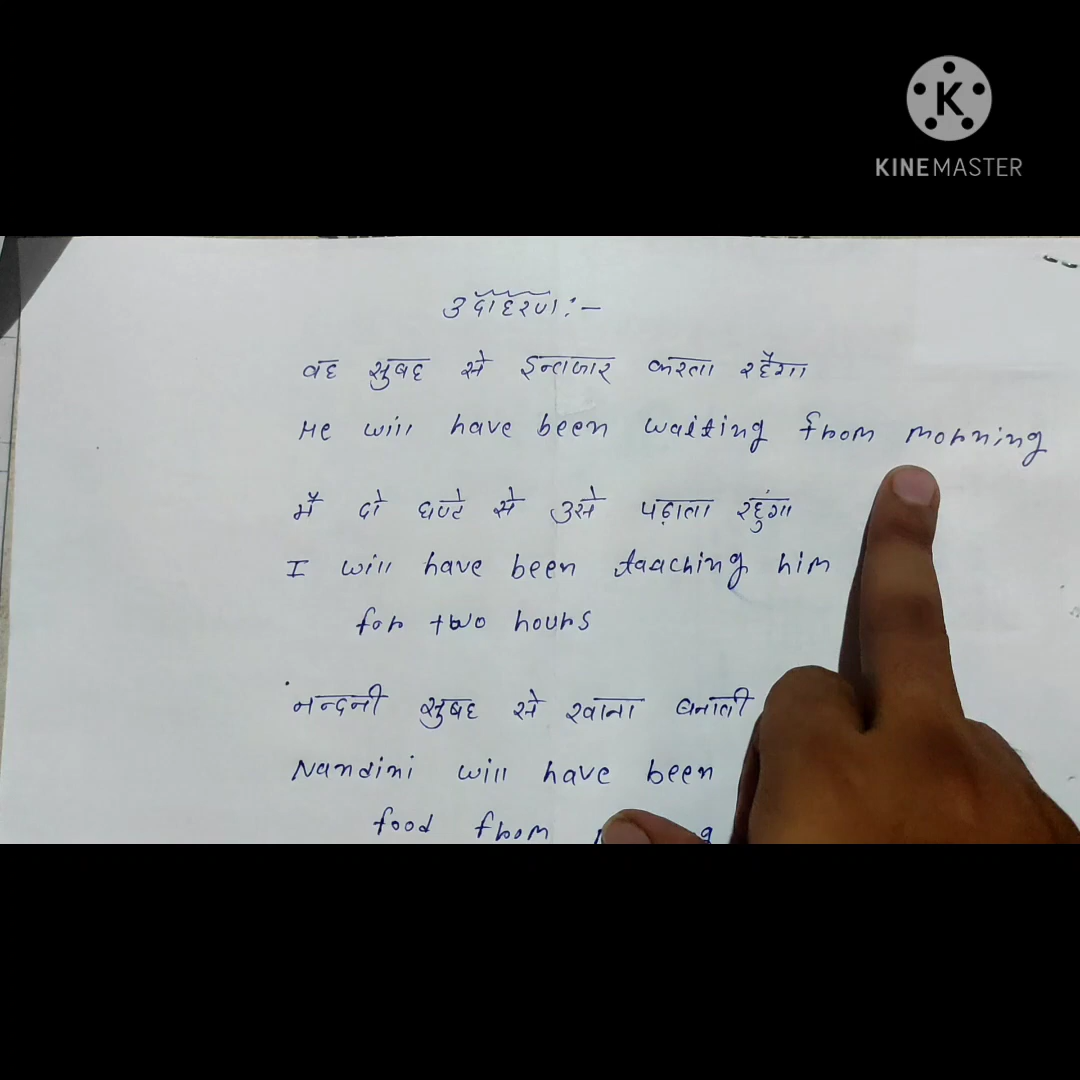 KINEMASTER
उदाहरण :-
वह सुबह से इन्तजार करता रहेगा
He will have been waiting from morning
मैं दो घण्टे से उसे पढ़ाता रहुंगा
I will have been taaching him
for two hours
नन्दनी सुबह से खाना बनाती
Nandini will have been
food from